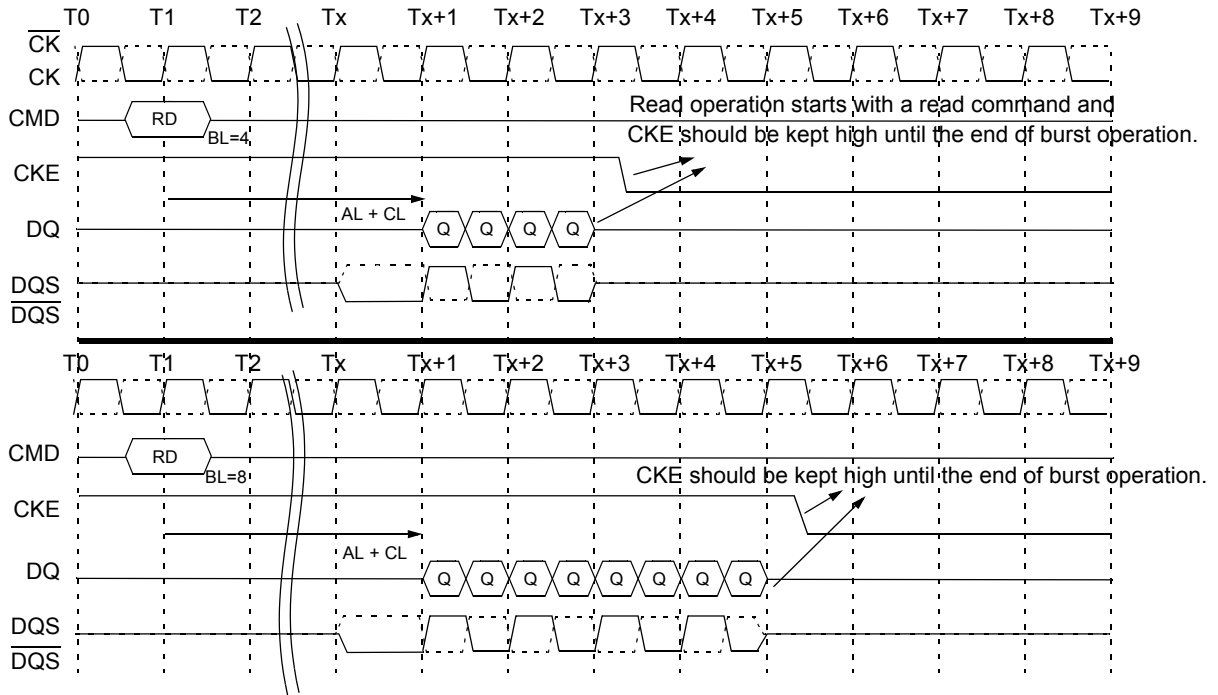 T0 T1 T2 Tx Tx+1 Tx+2 Tx+3 Tx+4 Tx+5 Tx+6 Tx+7 Tx+8 Tx+9
CK
CK
CMD RD BL=4 Read operation starts with a read command and
CKE should be kept high until the end of burst operation.
CKE
AL + CL
DQ Q Q Q Q
DQS
DQS
T0 T1 T2 Tx Tx+1 Tx+2 Tx+3 Tx+4 Tx+5 Tx+6 Tx+7 Tx+8 Tx+9
CMD RD BL=8 CKE should be kept high until the end of burst operation.
CKE
AL + CL
DQ Q Q Q Q Q Q Q Q
DQS
DQS